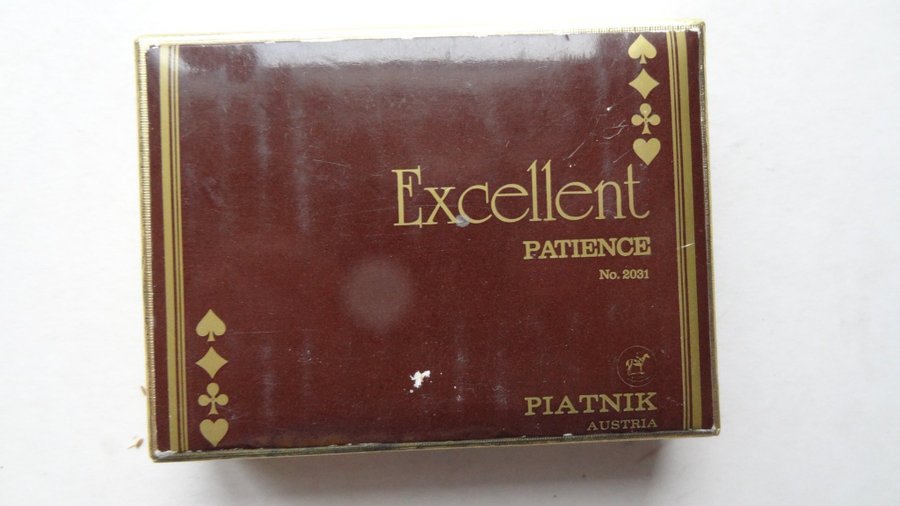 Excellent
PATIENCE
No. 2031
PIATNIK
AUSTRIA